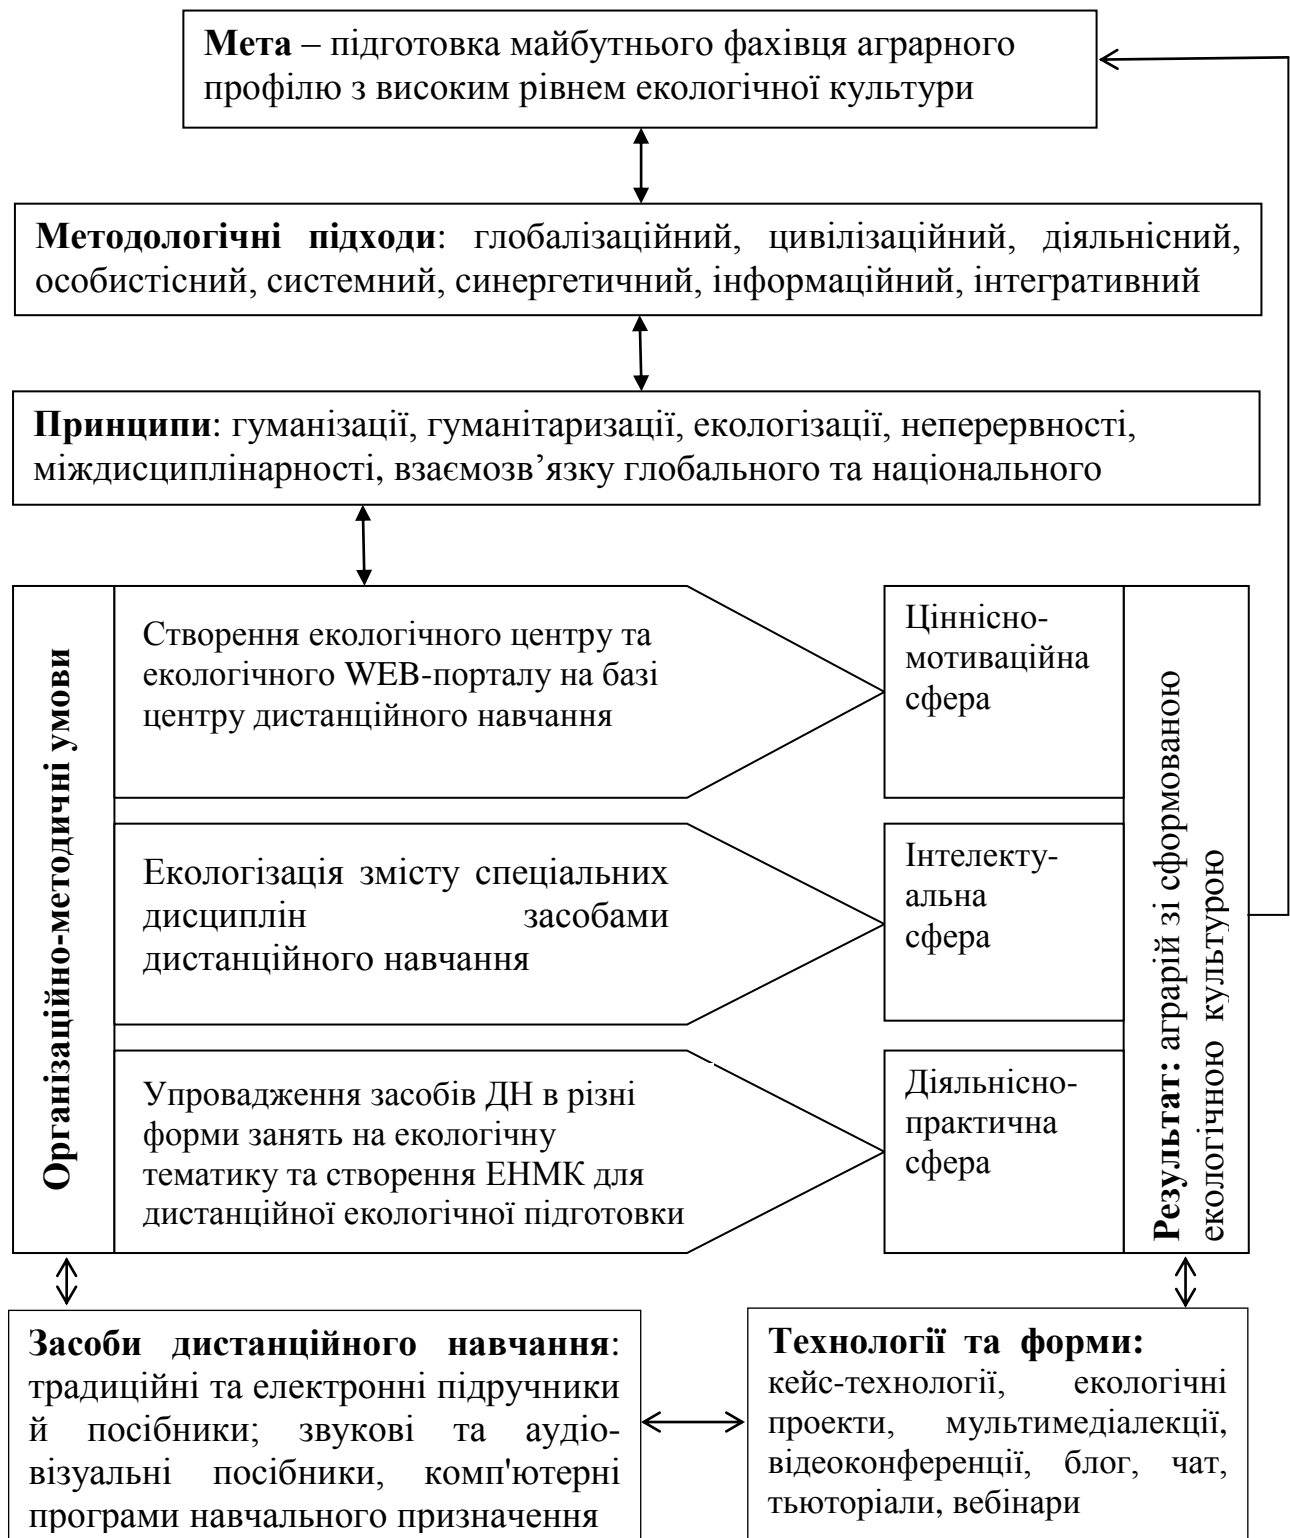 Мета – підготовка майбутнього фахівця аграрного
профілю з високим рівнем екологічної культури
Методологічні підходи: глобалізаційний, цивілізаційний, діяльнісний,
особистісний, системний, синергетичний, інформаційний, інтегративний
Принципи: гуманізації, гуманітаризації, екологізації, неперервності,
міждисциплінарності, взаємозв’язку глобального та національного
Організаційно-методичні умови
Створення екологічного центру та
екологічного WEB-порталу на базі
центру дистанційного навчання
Ціннісно-
мотиваційна
сфера
Екологізація змісту спеціальних
дисциплін засобами
дистанційного навчання
Інтелекту-
альна
сфера
Упровадження засобів ДН в різні
форми занять на екологічну
тематику та створення ЕНМК для
дистанційної екологічної підготовки
Діяльнісно-
практична
сфера
Результат: аграрій зі сформованою
екологічною культурою
Засоби дистанційного навчання:
традиційні та електронні підручники
й посібники; звукові та аудіо-
візуальні посібники, комп'ютерні
програми навчального призначення
Технології та форми:
кейс-технології, екологічні
проекти, мультимедіалекції,
відеоконференції, блог, чат,
тьюторіали, вебінари